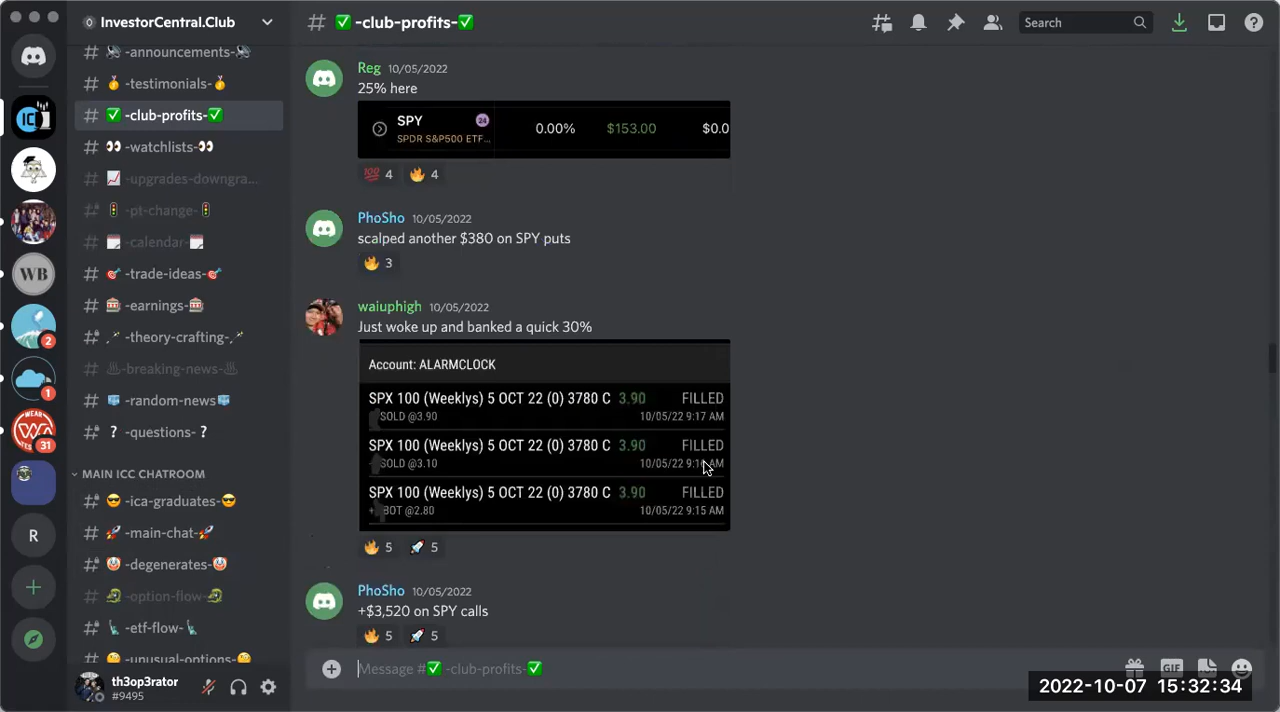 InvestorCentral.Club
-announcements-
-testimonials-
-club-profits-
-watchlists-
-upgrades-downgra...
-pt-change-
-calendar-
-trade-ideas-
-earnings-
-theory-crafting-
-breaking-news-
-random-news
-questions-
MAIN ICC CHATROOM
-ica-graduates-
-main-chat-
-degenerates-
-option-flow-
-etf-flow-
-unusual-options-
th3op3rator
#9495
WB
2
1
31
R
-club-profits-
Search
Reg 10/05/2022
25% here
SPY 24 0.00% $153.00 $0.0
SPDR S&P500 ETF...
4 4
PhoSho 10/05/2022
scalped another $380 on SPY puts
3
waiuphigh 10/05/2022
Just woke up and banked a quick 30%
Account: ALARMCLOCK
SPX 100 (Weeklys) 5 OCT 22 (0) 3780 C 3.90 FILLED
SOLD @3.90 10/05/22 9:17 AM
SPX 100 (Weeklys) 5 OCT 22 (0) 3780 C 3.90 FILLED
SOLD @3.10 10/05/22 AM
SPX 100 (Weeklys) 5 OCT 22 (0) 3780 C 3.90 FILLED
BOT @2.80 10/05/22 9:15 AM
5 5
PhoSho 10/05/2022
+$3,520 on SPY calls
5 5
Message # -club-profits-
GIF
2022-10-07 15:32:34